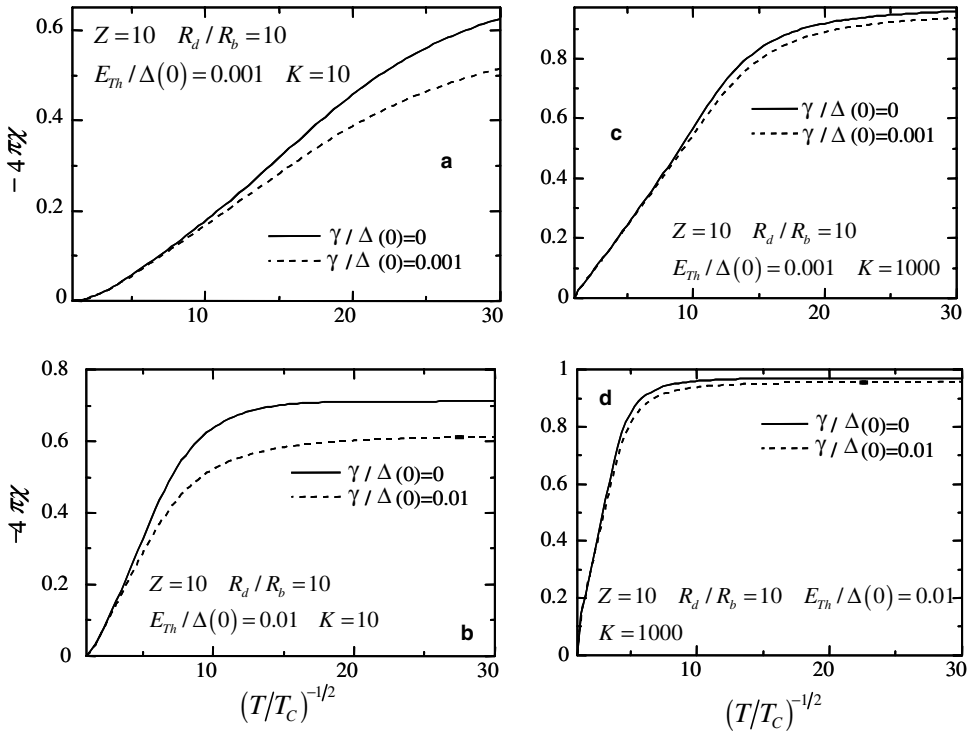 0.6
0.4
0.2
0
10
20
30
− 4πχ
Z = 10 R_d / R_b = 10
E_Th / Δ(0) = 0.001 K = 10
a
γ / Δ (0)=0
γ / Δ (0)=0.001
1
0.8
0.6
0.4
0.2
0
10
20
30
c
γ / Δ (0)=0
γ / Δ (0)=0.001
Z = 10 R_d / R_b = 10
E_Th / Δ(0) = 0.001 K = 1000
0.8
0.6
0.4
0.2
0
10
20
30
−4πχ
(T/T_C)^−1/2
γ / Δ (0)=0
γ / Δ (0)=0.01
Z = 10 R_d / R_b = 10
E_Th / Δ(0) = 0.01 K = 10
b
1
0.8
0.6
0.4
0.2
0
5
10
15
20
25
30
(T/T_C)^−1/2
d
γ / Δ (0)=0
γ / Δ (0)=0.01
Z = 10 R_d / R_b = 10 E_Th / Δ(0) = 0.01
K = 1000